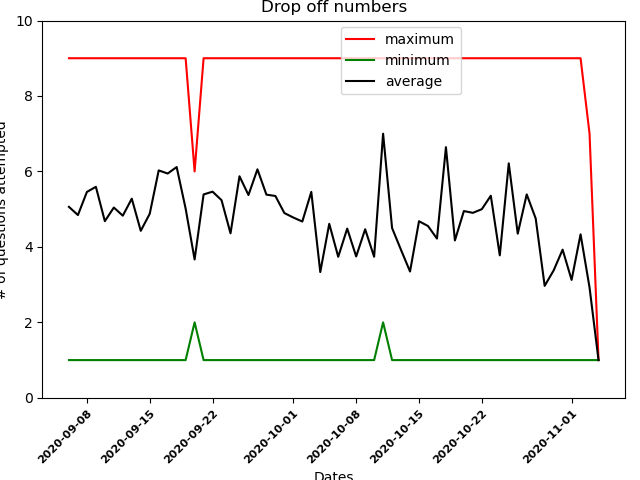 Drop off numbers
maximum
minimum
average
# of questions attempted
10
8
6
4
2
0
2020-09-08
2020-09-15
2020-09-22
2020-10-01
2020-10-08
2020-10-15
2020-10-22
2020-11-01
Dates